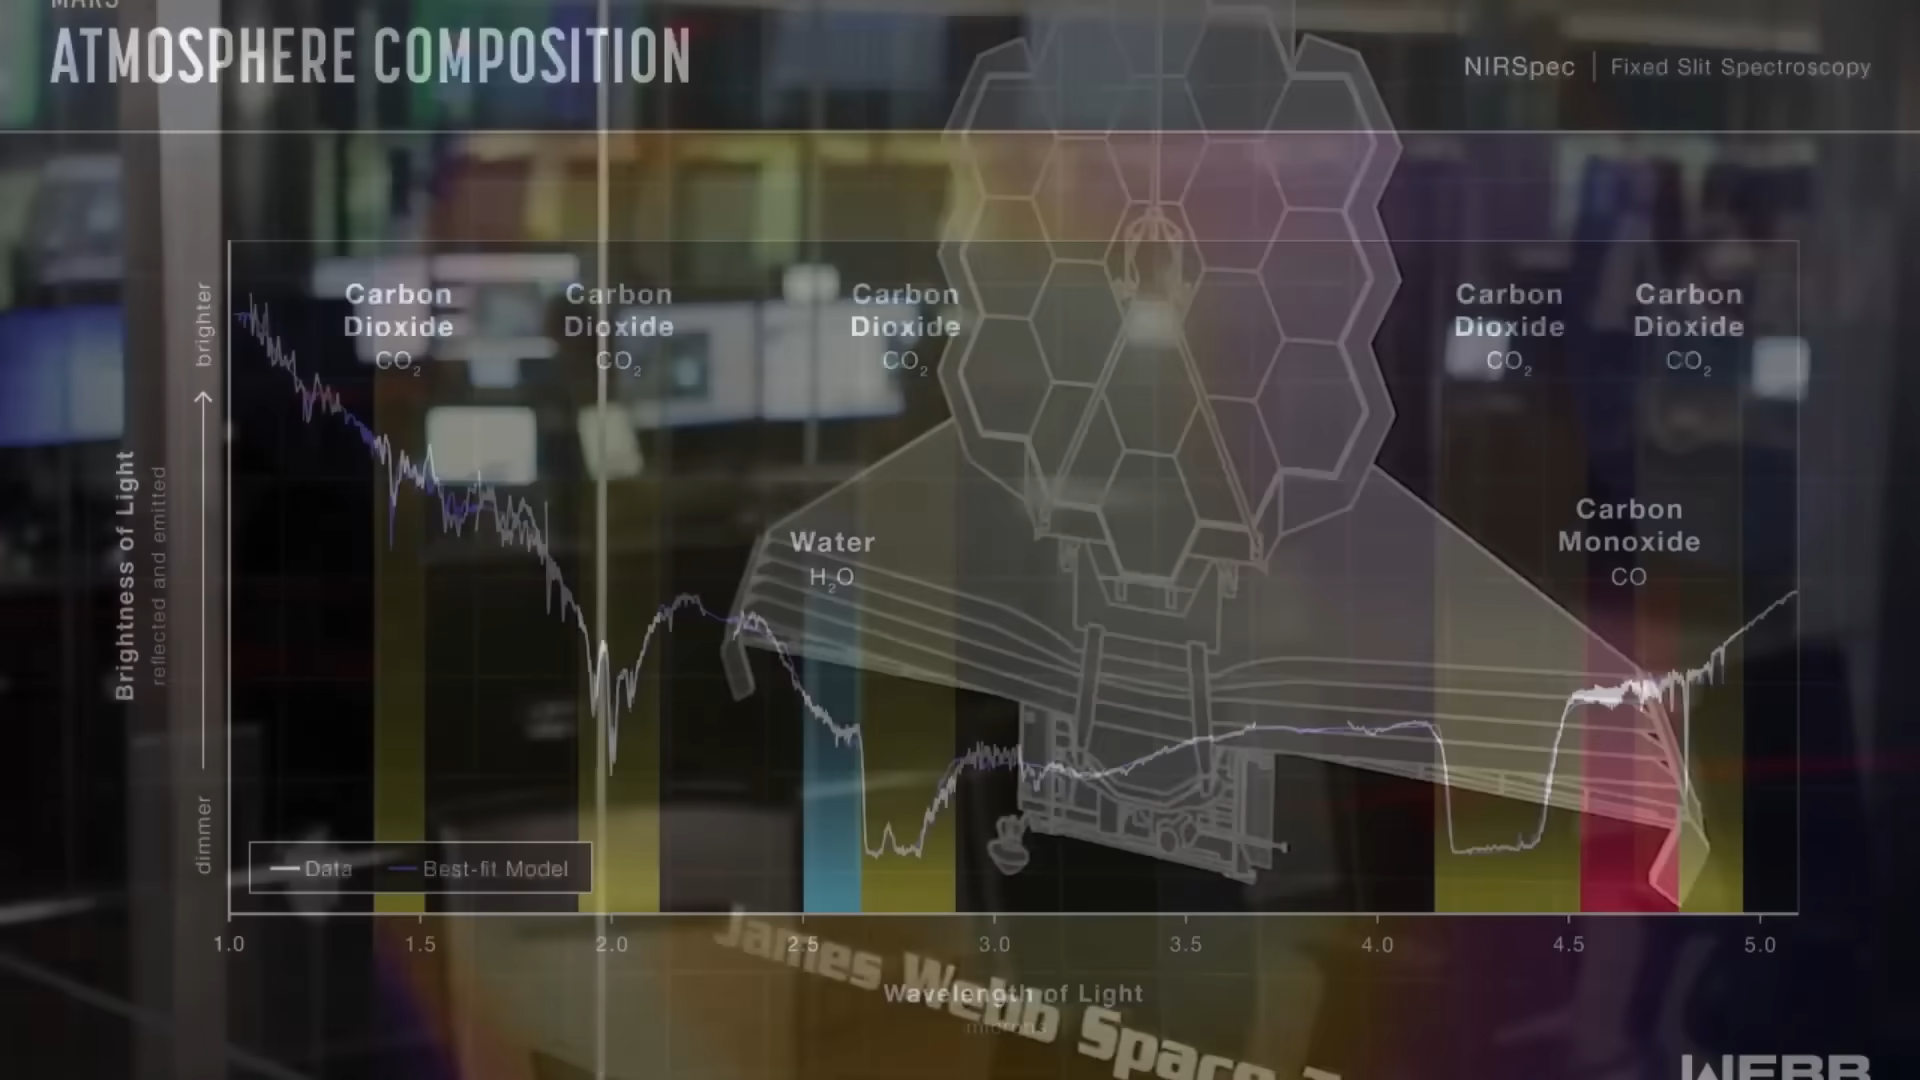 MARS
ATMOSPHERE COMPOSITION
NIRSpec | Fixed Slit Spectroscopy
Carbon
Dioxide
CO₂
Carbon
Dioxide
CO₂
Carbon
Dioxide
CO₂
Carbon
Dioxide
CO₂
Carbon
Dioxide
CO₂
Water
H₂O
Carbon
Monoxide
CO
brighter
dimmer
Brightness of Light
reflected and emitted
Data
Best-fit Model
1.0 1.5 2.0 2.5 3.0 3.5 4.0 4.5 5.0
Wavelength of Light
microns
James Webb Space
WEBB